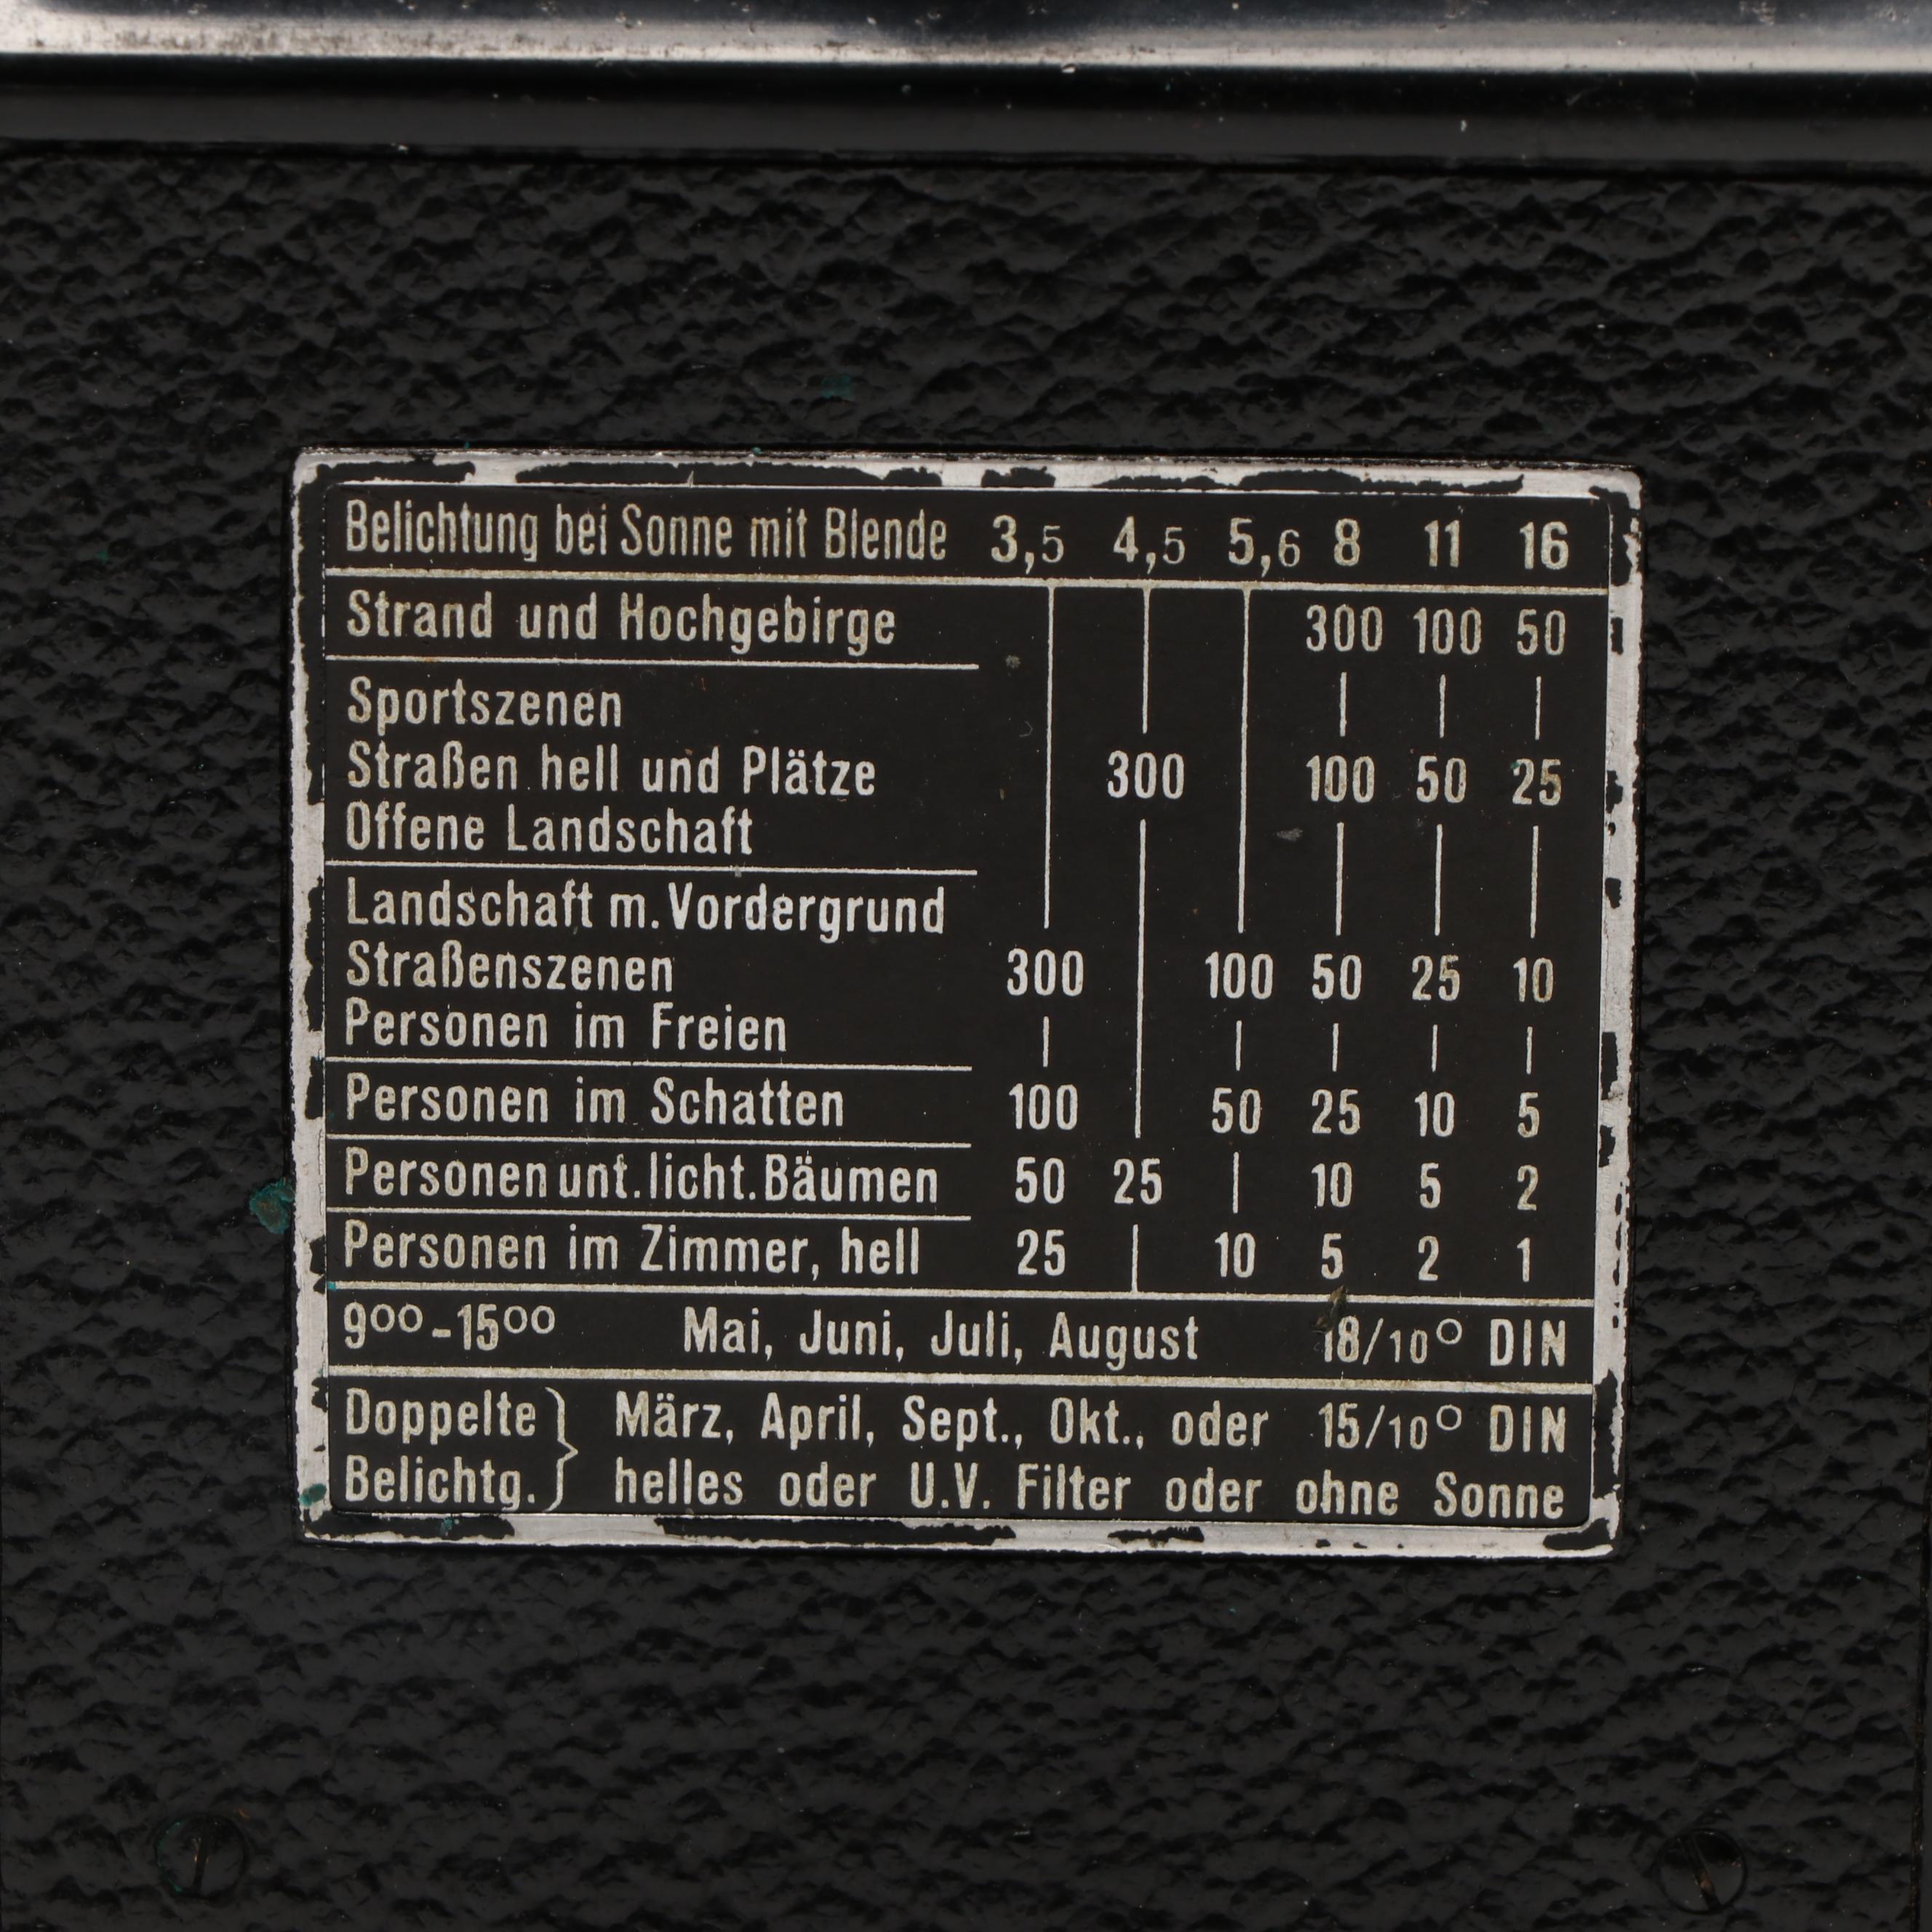 Belichtung bei Sonne mit Blende 3,5 4,5 5,6 8 11 16
Strand und Hochgebirge 300 100 50
Sportszenen
Straßen hell und Plätze 300 100 50 25
Offene Landschaft
Landschaft m. Vordergrund
Straßenszenen 300 100 50 25 10
Personen im Freien
Personen im Schatten 100 50 25 10 5
Personen unt. licht. Bäumen 50 25 10 5 2
Personen im Zimmer, hell 25 10 5 2 1
9⁰⁰-15⁰⁰ Mai, Juni, Juli, August 18/10° DIN
Doppelte } März, April, Sept., Okt., oder 15/10° DIN
Belichtg. helles oder U.V. Filter oder ohne Sonne